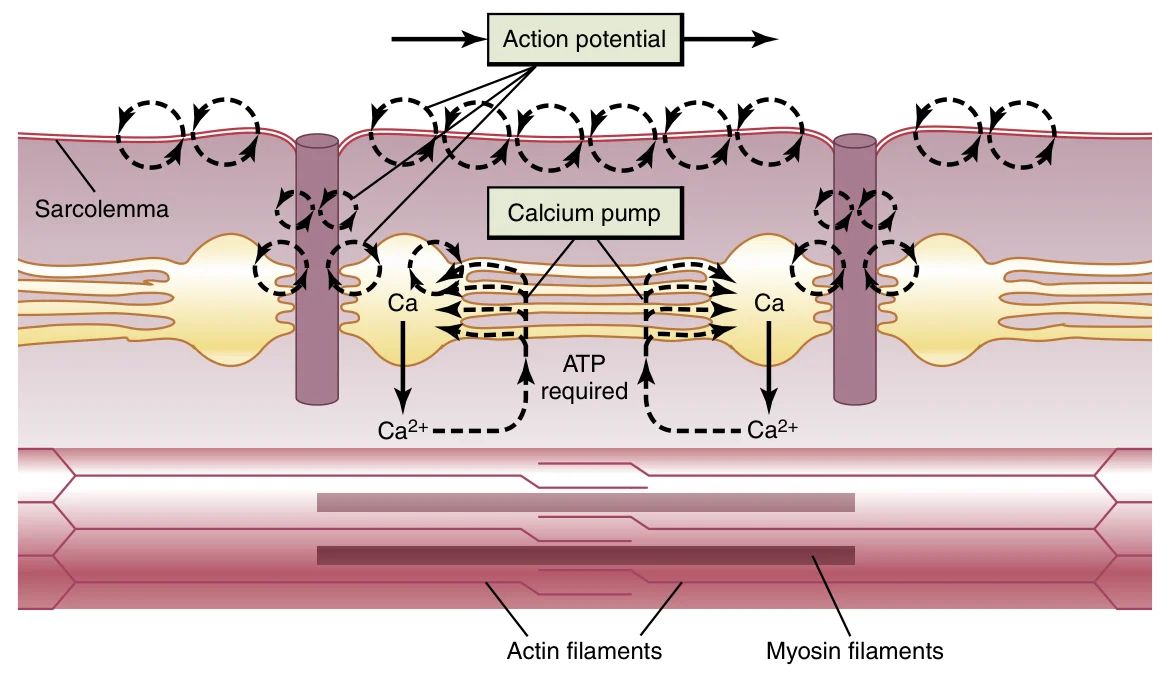 Action potential
Sarcolemma
Calcium pump
Ca
Ca
ATP
required
Ca²⁺
Ca²⁺
Actin filaments
Myosin filaments